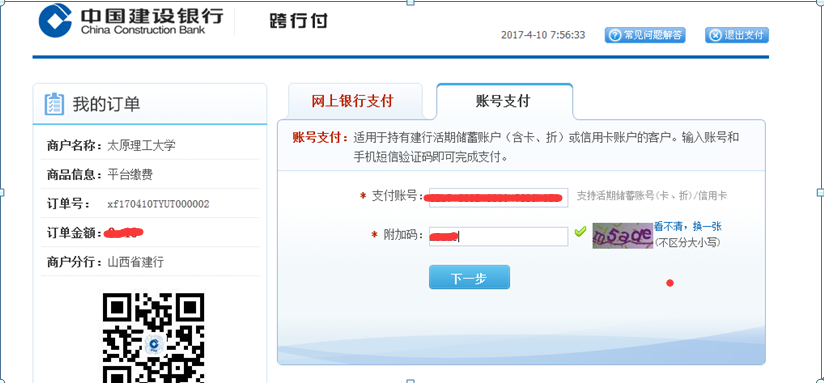 中国建设银行
China Construction Bank
跨行付
2017-4-10 7:56:33
常见问题解答
退出支付
我的订单
商户名称：太原理工大学
商品信息：平台缴费
订单号： xf170410TYUT000002
订单金额：
商户分行：山西省建行
网上银行支付
账号支付
账号支付：适用于持有建行活期储蓄账户（含卡、折）或信用卡账户的客户。输入账号和
手机短信验证码即可完成支付。
* 支付账号：
支持活期储蓄账号(卡、折)/信用卡
* 附加码：
m5aqe
看不清，换一张
(不区分大小写)
下一步